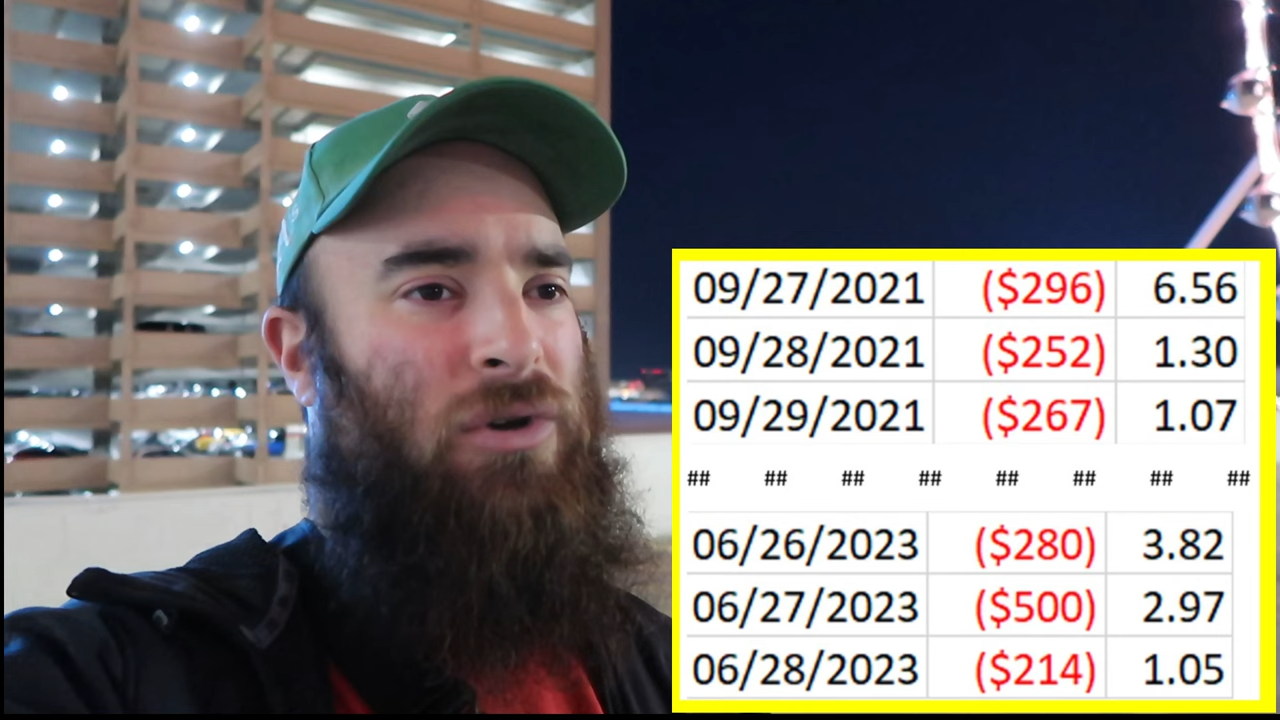 09/27/2021 ($296) 6.56
09/28/2021 ($252) 1.30
09/29/2021 ($267) 1.07
## ## ## ## ## ## ## ##
06/26/2023 ($280) 3.82
06/27/2023 ($500) 2.97
06/28/2023 ($214) 1.05